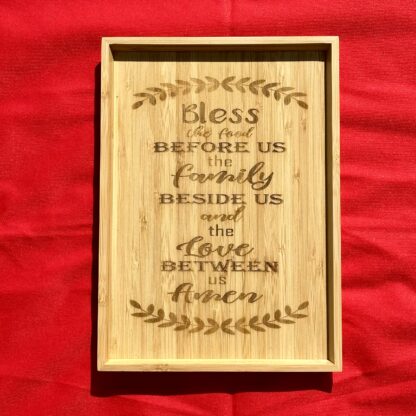 Bless
the food
BEFORE US
the
family
BESIDE US
and
the
Love
BETWEEN
us
Amen